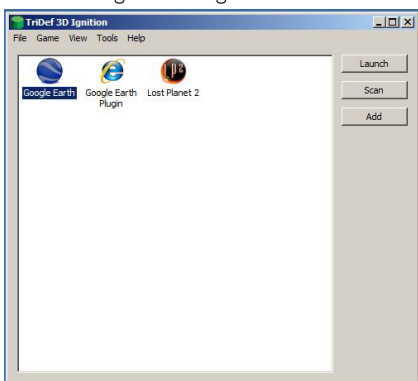 TriDef 3D Ignition
File Game View Tools Help
Launch
Scan
Add
Google Earth
Google Earth Plugin
Lost Planet 2